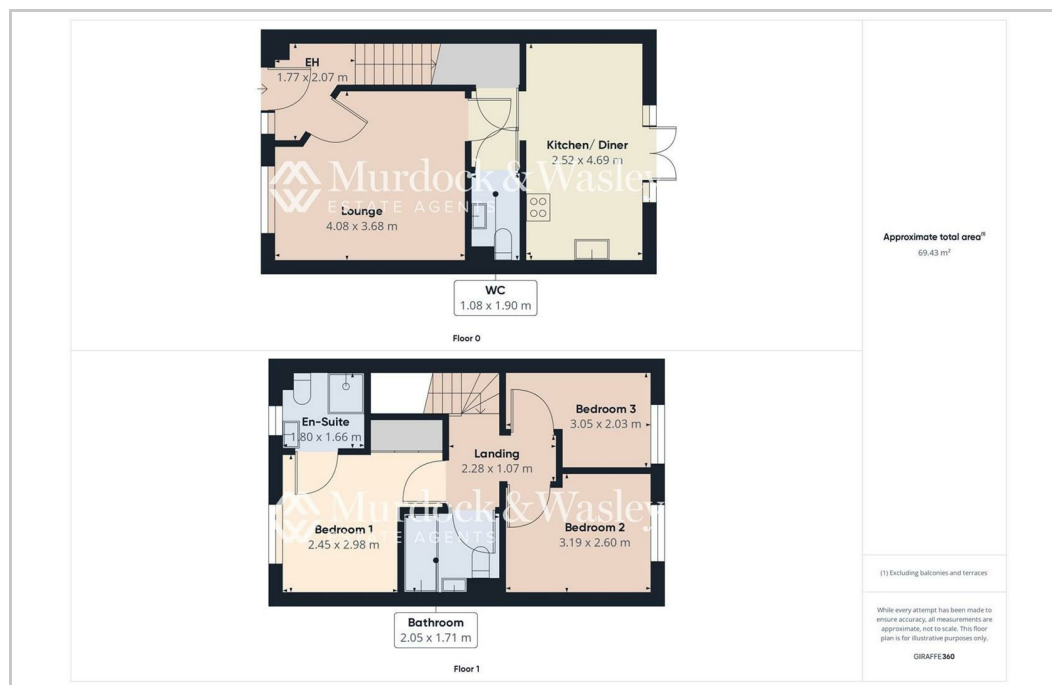 EH
1.77 x 2.07 m
Kitchen/ Diner
2.52 x 4.69 m
Murdock & Wasley
ESTATE AGENTS
Lounge
4.08 x 3.68 m
WC
1.08 x 1.90 m
Floor 0
En-Suite
1.80 x 1.66 m
Bedroom 3
3.05 x 2.03 m
Landing
2.28 x 1.07 m
Murdock & Wasley
ESTATE AGENTS
Bedroom 1
2.45 x 2.98 m
Bedroom 2
3.19 x 2.60 m
Bathroom
2.05 x 1.71 m
Floor 1
Approximate total area(1)
69.43 m²
(1) Excluding balconies and terraces
While every attempt has been made to
ensure accuracy, all measurements are
approximate, not to scale. This floor
plan is for illustrative purposes only.
GIRAFFE360